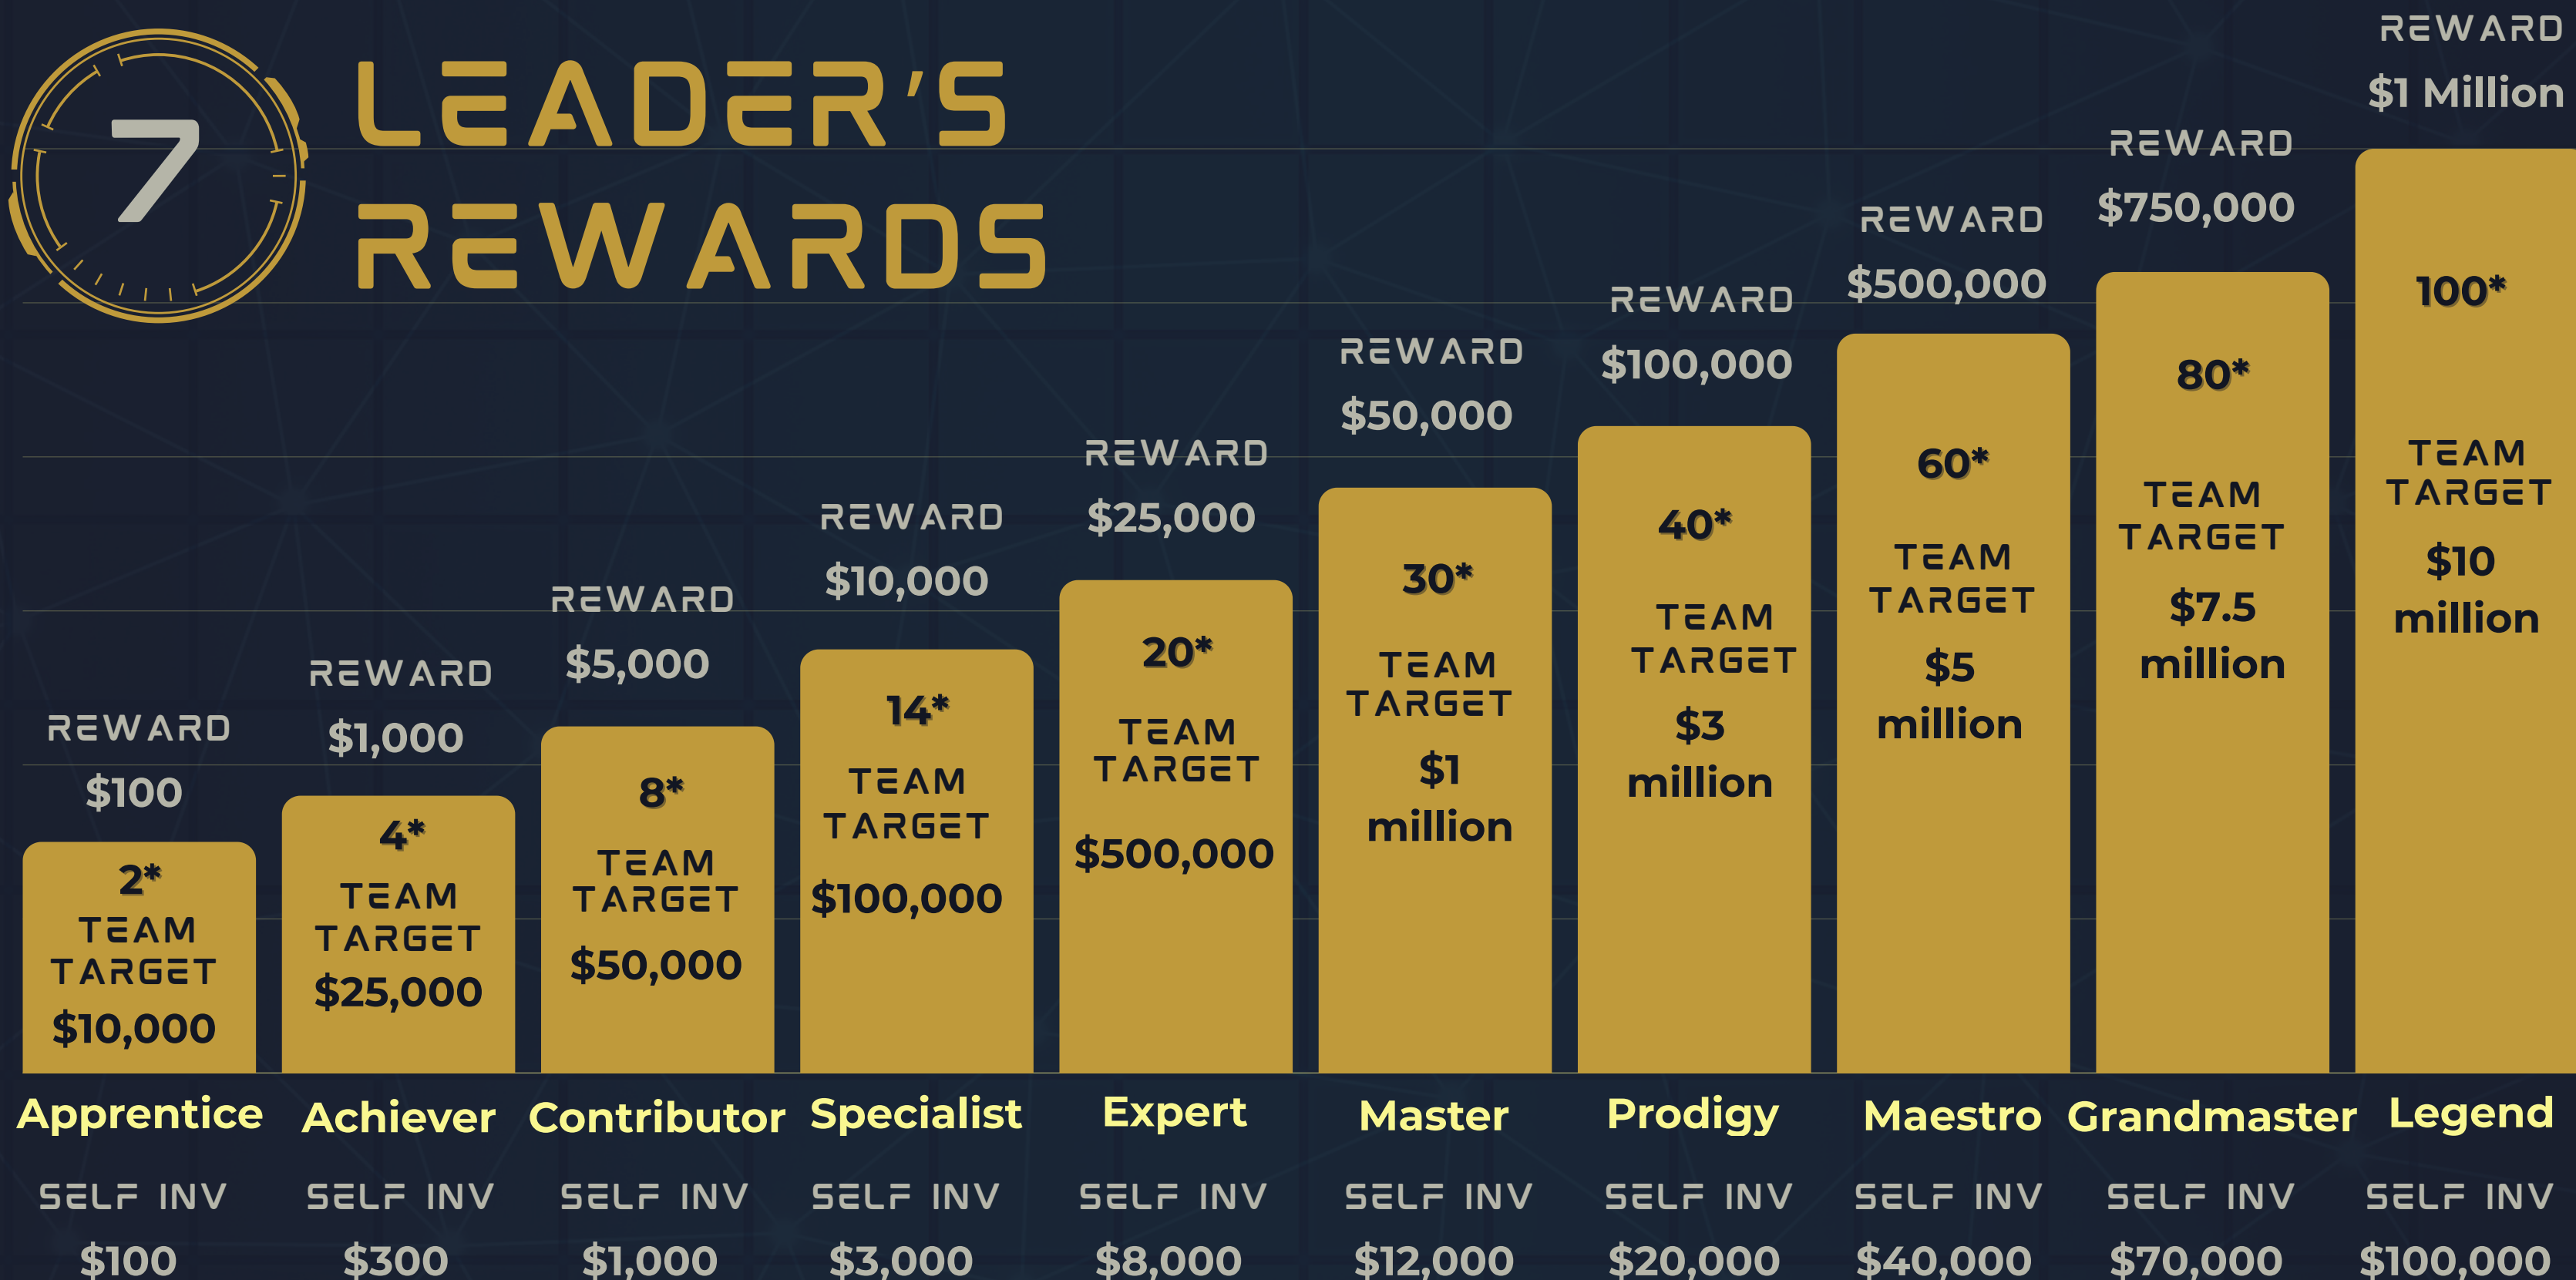 7
LEADER'S
REWARDS
REWARD
$100
2*
TEAM
TARGET
$10,000
Apprentice
SELF INV
$100
REWARD
$1,000
4*
TEAM
TARGET
$25,000
Achiever
SELF INV
$300
REWARD
$5,000
8*
TEAM
TARGET
$50,000
Contributor
SELF INV
$1,000
REWARD
$10,000
14*
TEAM
TARGET
$100,000
Specialist
SELF INV
$3,000
REWARD
$25,000
20*
TEAM
TARGET
$500,000
Expert
SELF INV
$8,000
REWARD
$50,000
30*
TEAM
TARGET
$1
million
Master
SELF INV
$12,000
REWARD
$100,000
40*
TEAM
TARGET
$3
million
Prodigy
SELF INV
$20,000
REWARD
$500,000
60*
TEAM
TARGET
$5
million
Maestro
SELF INV
$40,000
REWARD
$750,000
80*
TEAM
TARGET
$7.5
million
Grandmaster
SELF INV
$70,000
REWARD
$1 Million
100*
TEAM
TARGET
$10
million
Legend
SELF INV
$100,000